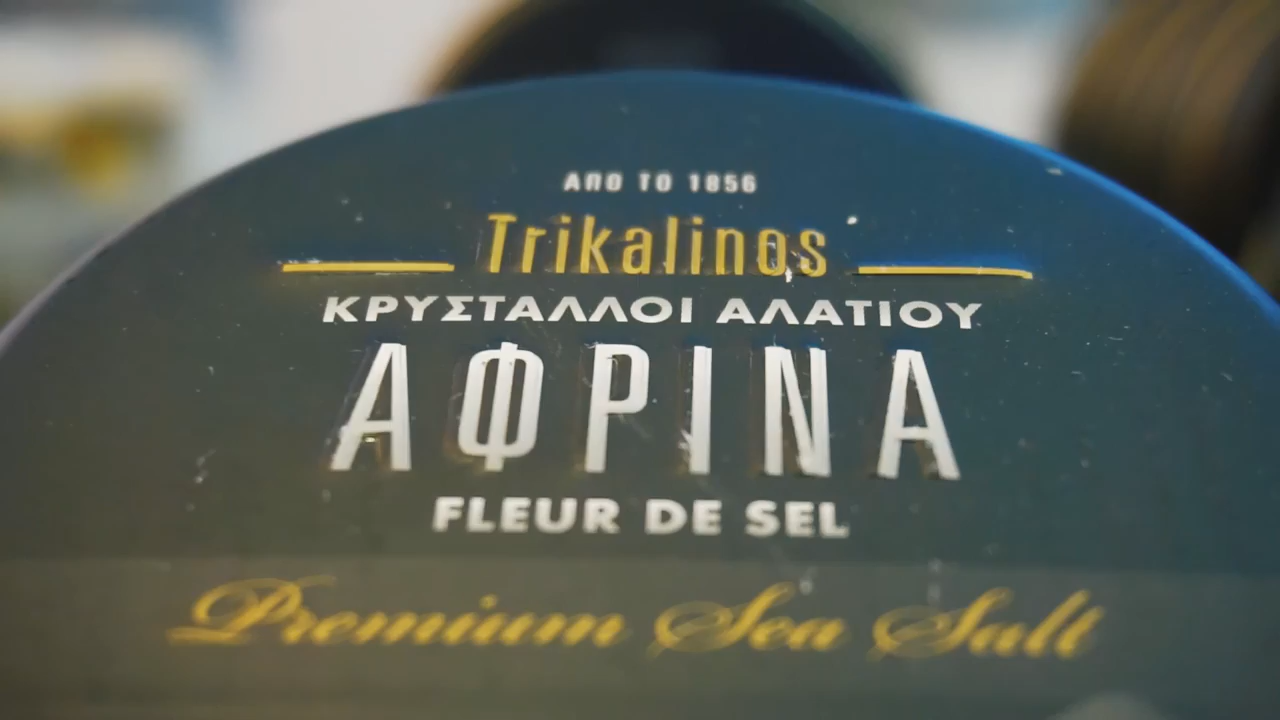 ΑΠΟ ΤΟ 1856
Trikalinos
ΚΡΥΣΤΑΛΛΟΙ ΑΛΑΤΙΟΥ
ΑΦΡΙΝΑ
FLEUR DE SEL
Premium Sea Salt